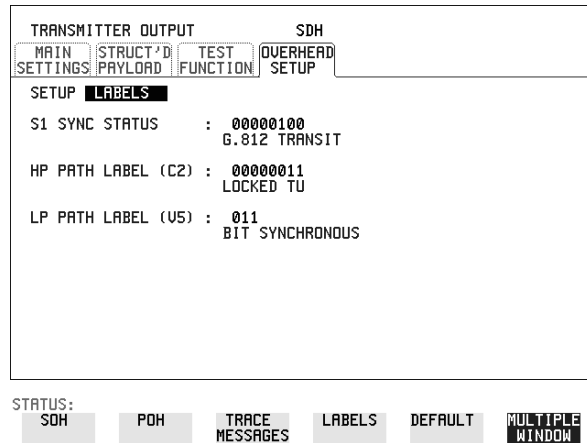 TRANSMITTER OUTPUT SDH
MAIN SETTINGS STRUCT'D PAYLOAD TEST FUNCTION OVERHEAD SETUP
SETUP LABELS
S1 SYNC STATUS : 00000100
G.812 TRANSIT
HP PATH LABEL (C2) : 00000011
LOCKED TU
LP PATH LABEL (V5) : 011
BIT SYNCHRONOUS
STATUS:
SOH POH TRACE MESSAGES LABELS DEFAULT MULTIPLE WINDOW